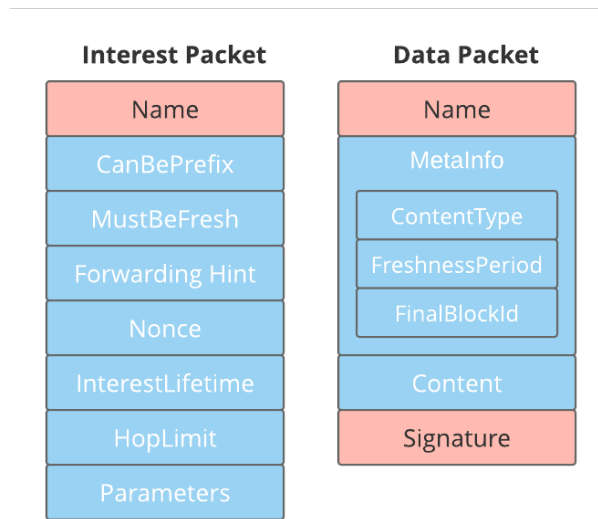 Interest Packet
Name
CanBePrefix
MustBeFresh
Forwarding Hint
Nonce
InterestLifetime
HopLimit
Parameters
Data Packet
Name
MetaInfo
ContentType
FreshnessPeriod
FinalBlockId
Content
Signature